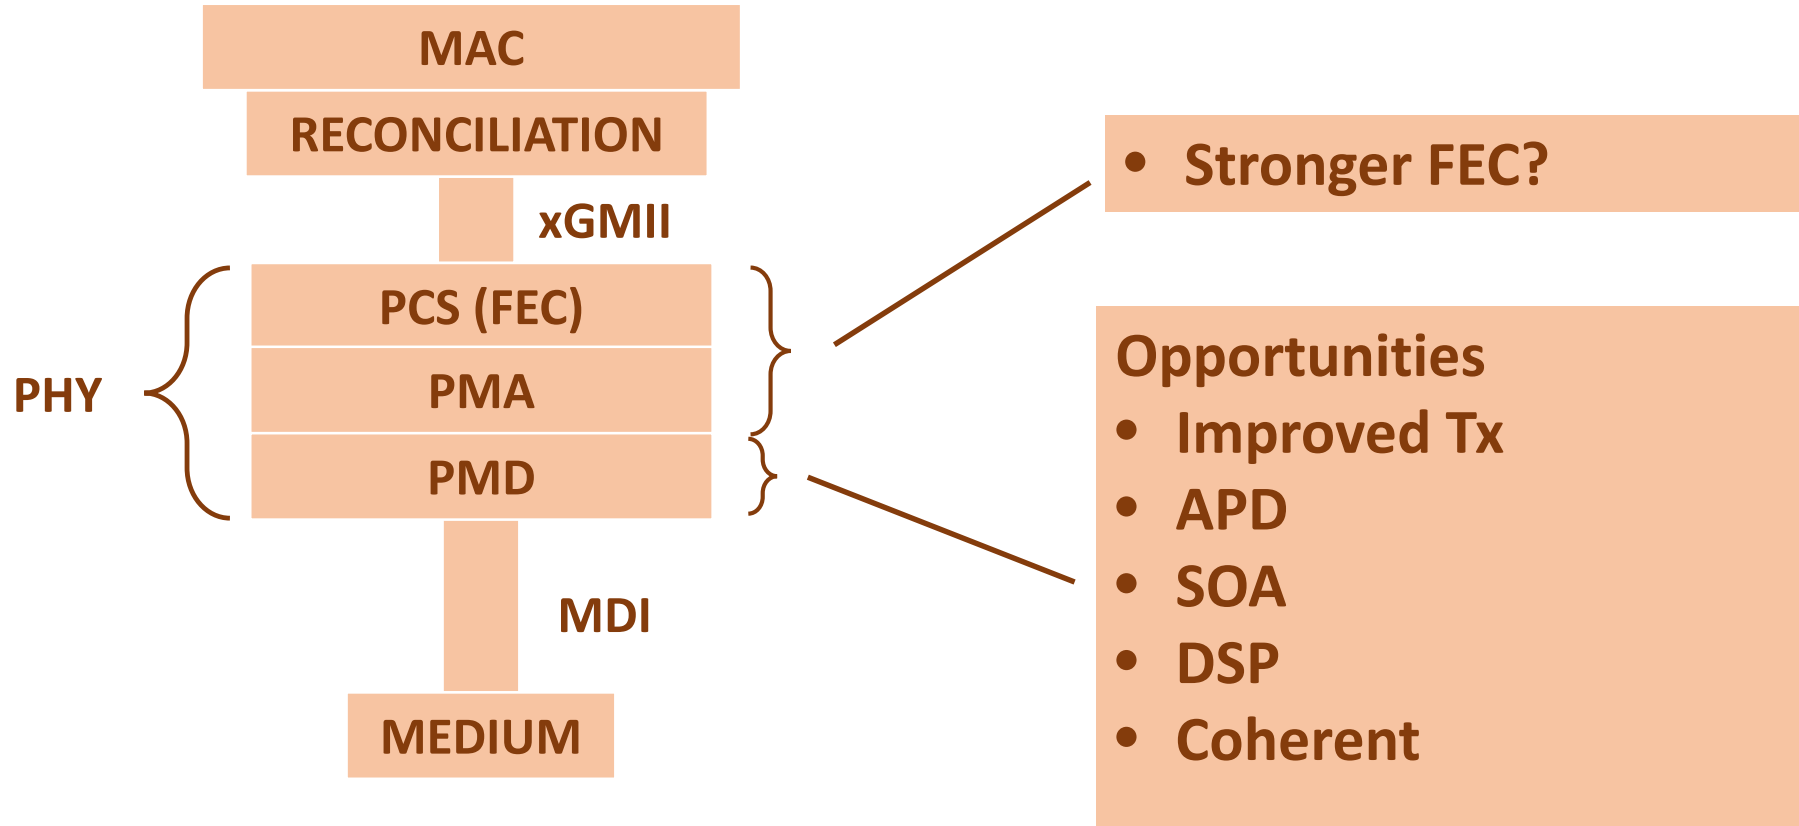 MAC
RECONCILIATION
xGMII
PHY
PCS (FEC)
PMA
PMD
MDI
MEDIUM
• Stronger FEC?
Opportunities
• Improved Tx
• APD
• SOA
• DSP
• Coherent